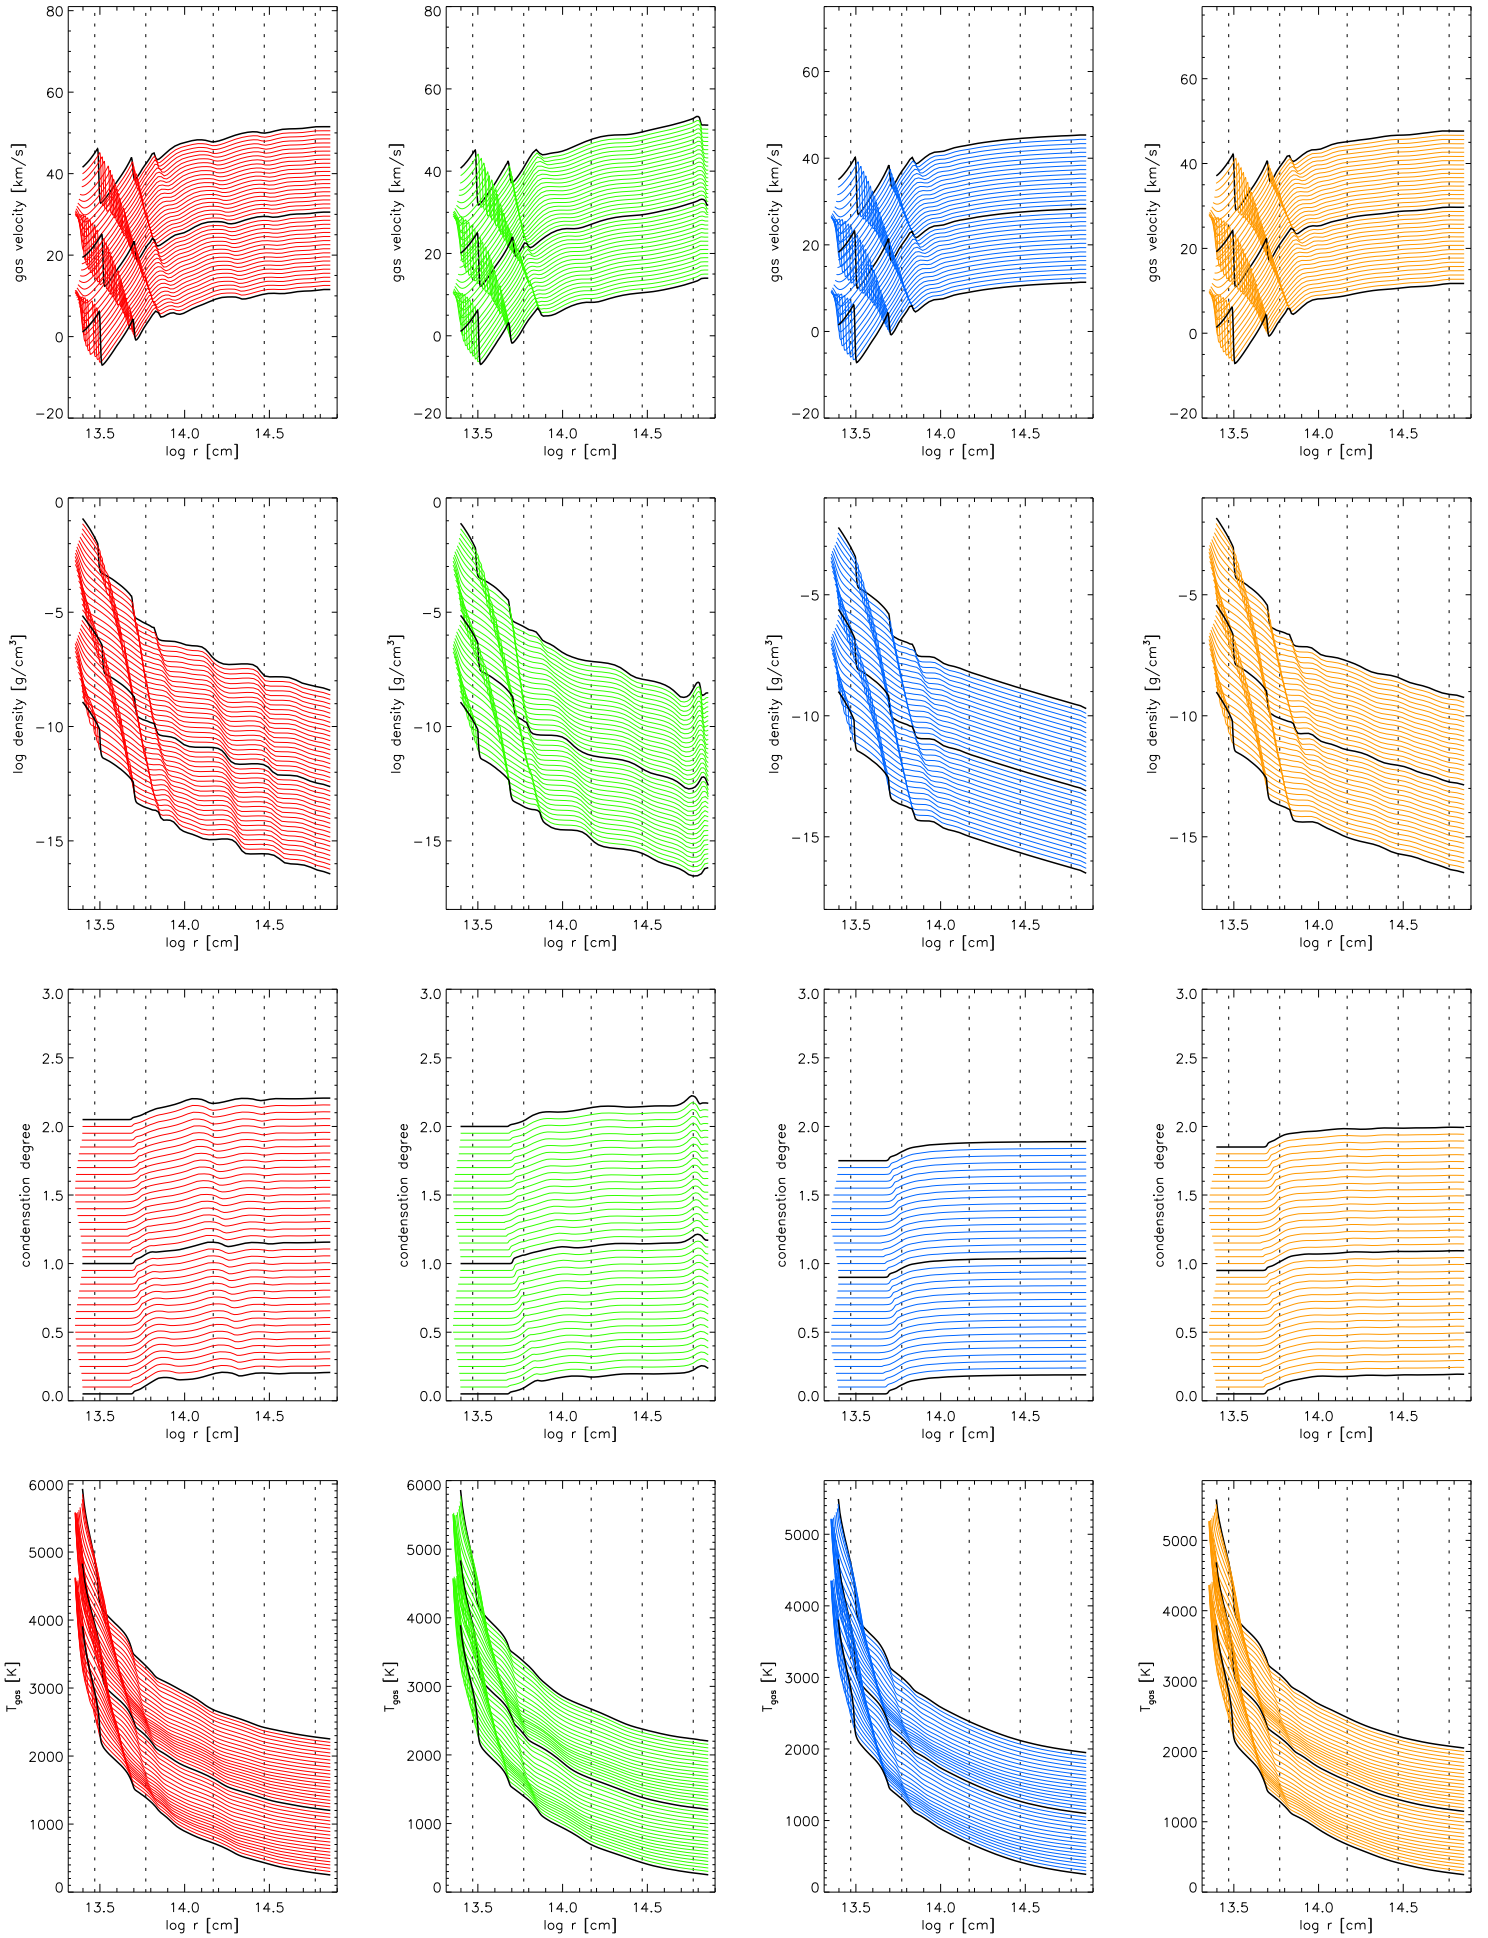 80 80
60 60 60 60
40 40 40 40
20 20 20 20
0 0 0 0
−20 −20 −20 −20
gas velocity [km/s] gas velocity [km/s] gas velocity [km/s] gas velocity [km/s]
13.5 14.0 14.5 13.5 14.0 14.5 13.5 14.0 14.5 13.5 14.0 14.5
log r [cm] log r [cm] log r [cm] log r [cm]
0 0
−5 −5 −5 −5
−10 −10 −10 −10
−15 −15 −15 −15
log density [g/cm³] log density [g/cm³] log density [g/cm³] log density [g/cm³]
13.5 14.0 14.5 13.5 14.0 14.5 13.5 14.0 14.5 13.5 14.0 14.5
log r [cm] log r [cm] log r [cm] log r [cm]
3.0 3.0 3.0 3.0
2.5 2.5 2.5 2.5
2.0 2.0 2.0 2.0
1.5 1.5 1.5 1.5
1.0 1.0 1.0 1.0
0.5 0.5 0.5 0.5
0.0 0.0 0.0 0.0
condensation degree condensation degree condensation degree condensation degree
13.5 14.0 14.5 13.5 14.0 14.5 13.5 14.0 14.5 13.5 14.0 14.5
log r [cm] log r [cm] log r [cm] log r [cm]
6000 6000
5000 5000 5000 5000
4000 4000 4000 4000
3000 3000 3000 3000
2000 2000 2000 2000
1000 1000 1000 1000
0 0 0 0
Tgas [K] Tgas [K] Tgas [K] Tgas [K]
13.5 14.0 14.5 13.5 14.0 14.5 13.5 14.0 14.5 13.5 14.0 14.5
log r [cm] log r [cm] log r [cm] log r [cm]